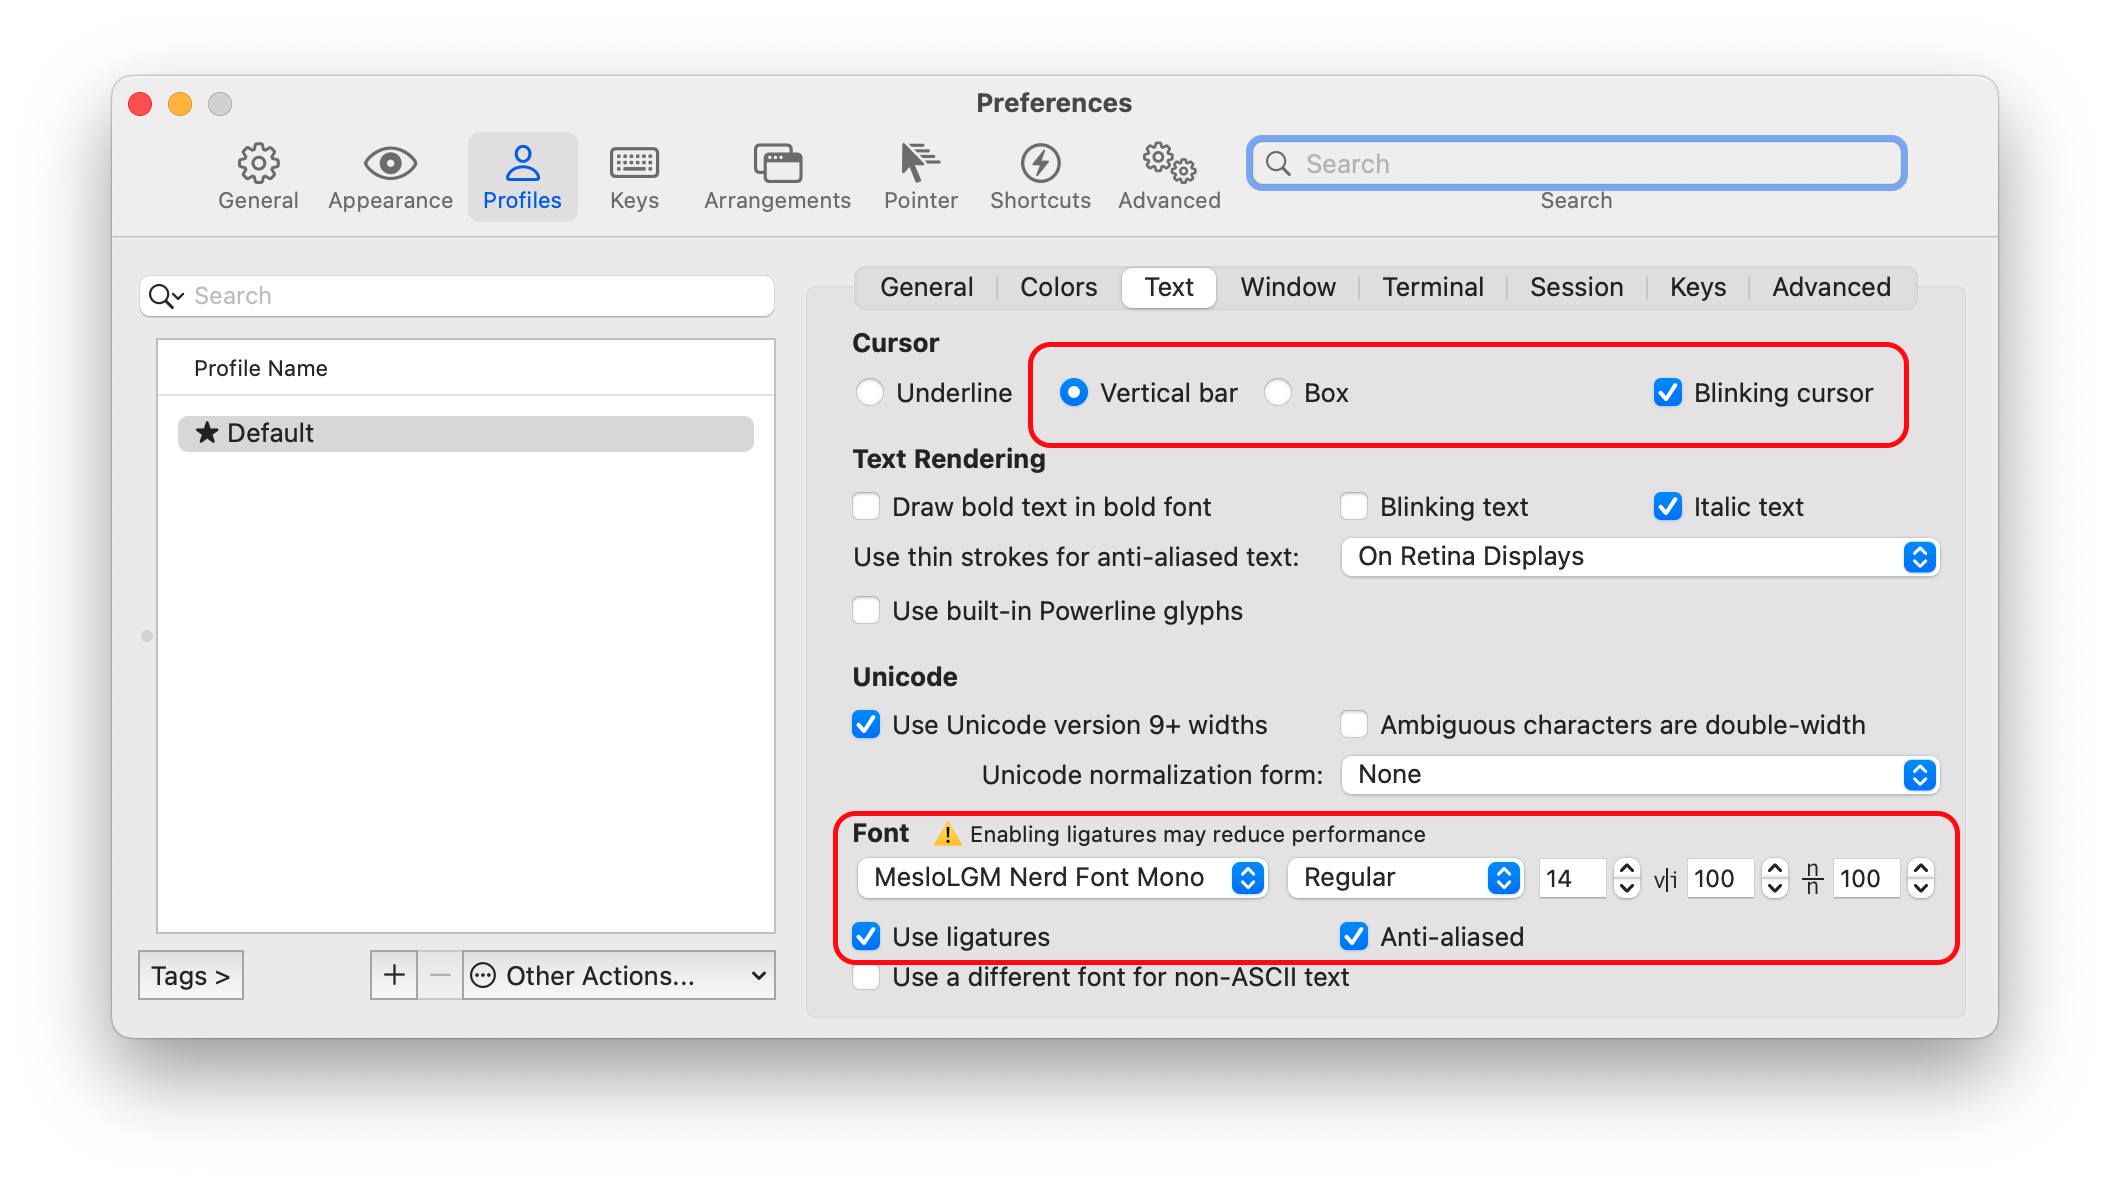 Preferences
General Appearance Profiles Keys Arrangements Pointer Shortcuts Advanced Search
Search
Search
Profile Name
★ Default
Tags >
+ − Other Actions...
General Colors Text Window Terminal Session Keys Advanced
Cursor
Underline Vertical bar Box Blinking cursor
Text Rendering
Draw bold text in bold font Blinking text Italic text
Use thin strokes for anti-aliased text: On Retina Displays
Use built-in Powerline glyphs
Unicode
Use Unicode version 9+ widths Ambiguous characters are double-width
Unicode normalization form: None
Font Enabling ligatures may reduce performance
MesloLGM Nerd Font Mono Regular 14 v|i 100 n/n 100
Use ligatures Anti-aliased
Use a different font for non-ASCII text